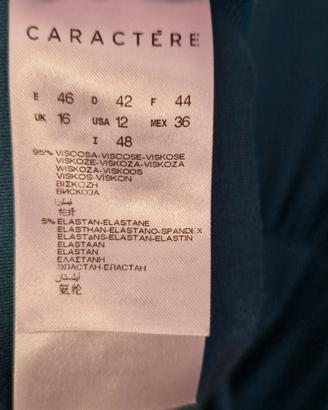 CARACTÈRE
E 46 D 42 F 44
UK 16 USA 12 MEX 36
I 48
95% VISCOSA-VISCOSE-VISKOSE
VISKOZE-VISKOZA-VISKOZA
WISKOZA-VISKOOS
VISKOS-VISKON
ΒΙΣΚΟΖΗ
ВИСКОЗА
5% ELASTAN-ELASTANE
ELASTHAN-ELASTANO-SPANDEX
ELASTANS-ELASTAN-ELASTIN
ELASTAAN
ELASTAN
ΕΛΑΣΤΑΝΗ
ЭЛАСТАН-ЕЛАСТАН
氨纶